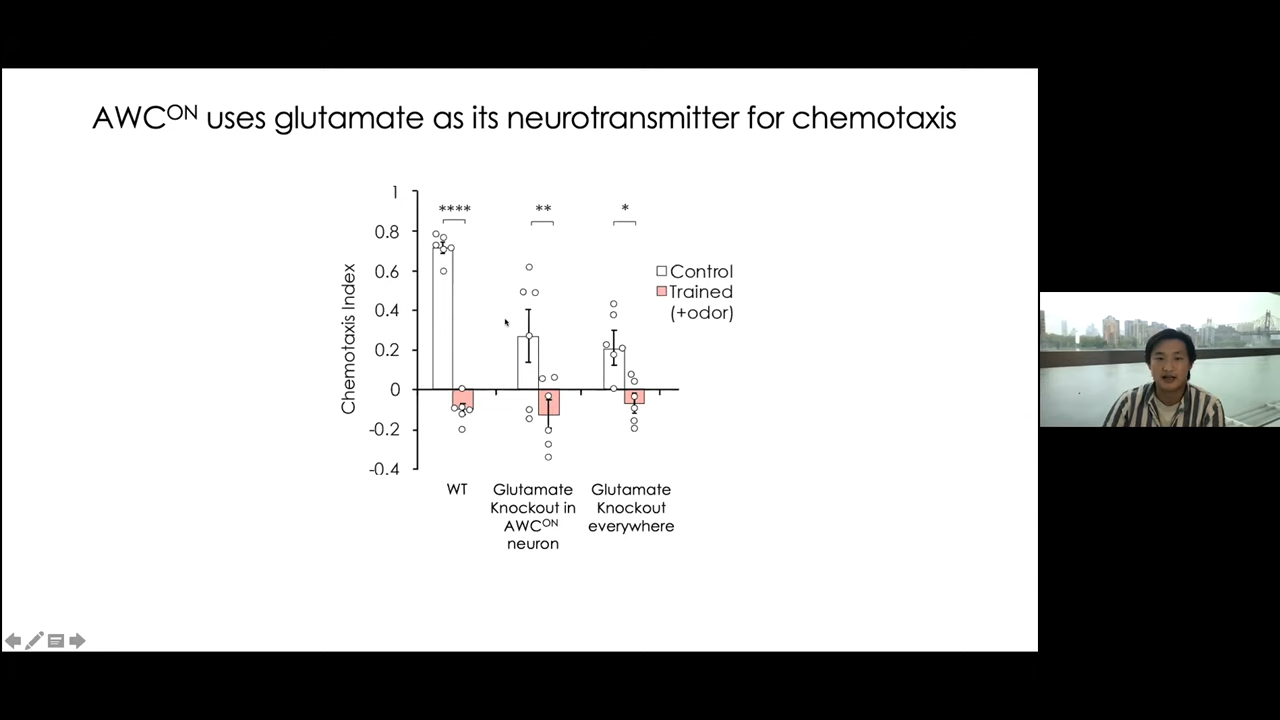 AWCᴼᴺ uses glutamate as its neurotransmitter for chemotaxis
1
0.8
0.6
0.4
0.2
0
-0.2
-0.4
Chemotaxis Index
****
**
*
Control
Trained
(+odor)
WT
Glutamate
Knockout in
AWCᴼᴺ
neuron
Glutamate
Knockout
everywhere